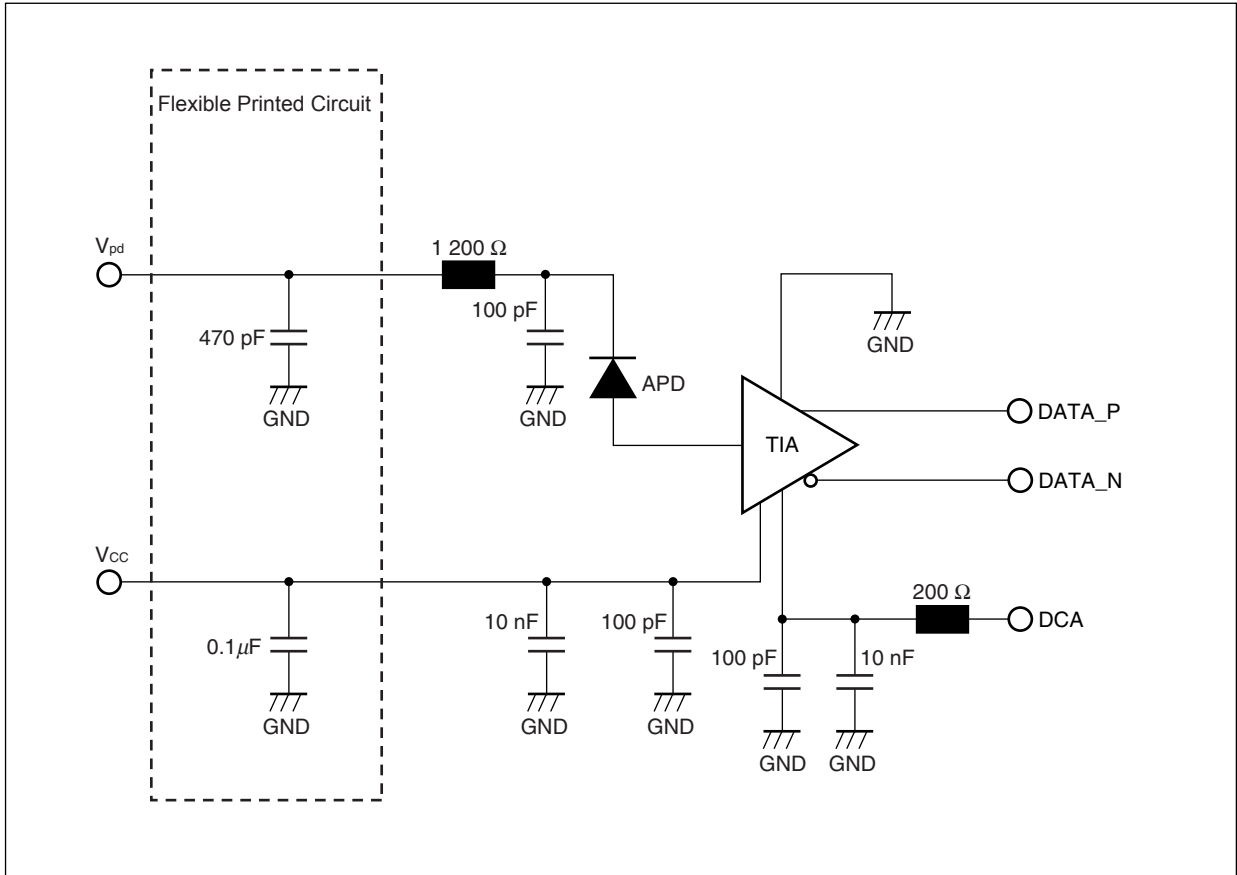 Flexible Printed Circuit
Vpd
1 200 Ω
470 pF
100 pF
GND
GND
APD
GND
TIA
DATA_P
DATA_N
VCC
0.1µF
10 nF
100 pF
GND
GND
GND
200 Ω
DCA
100 pF
10 nF
GND
GND